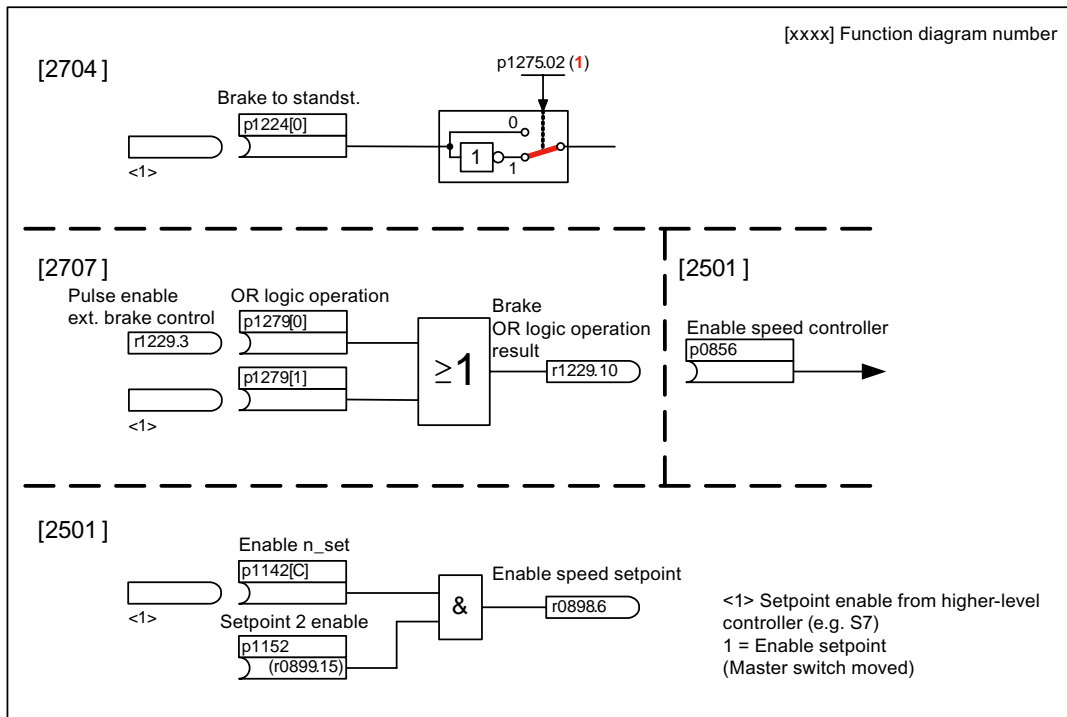 [xxxx] Function diagram number
[2704]
p1275.02 (1)
Brake to standst.
p1224[0]
0
1
1
<1>
[2707]
[2501]
Pulse enable
ext. brake control
OR logic operation
Brake
OR logic operation
result
Enable speed controller
r1229.3
p1279[0]
p0856
≥1
r1229.10
p1279[1]
<1>
[2501]
Enable n_set
p1142[C]
Enable speed setpoint
<1>
&
r0898.6
Setpoint 2 enable
p1152
(r0899.15)
<1> Setpoint enable from higher-level
controller (e.g. S7)
1 = Enable setpoint
(Master switch moved)